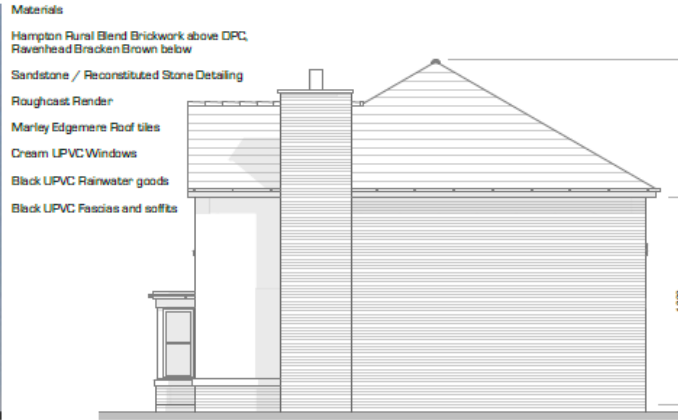 Materials
Hampton Rural Blend Brickwork above DPC,
Ravenhead Bracken Brown below
Sandstone / Reconstituted Stone Detailing
Roughcast Render
Marley Edgemere Roof tiles
Cream UPVC Windows
Black UPVC Rainwater goods
Black UPVC Fascias and soffits